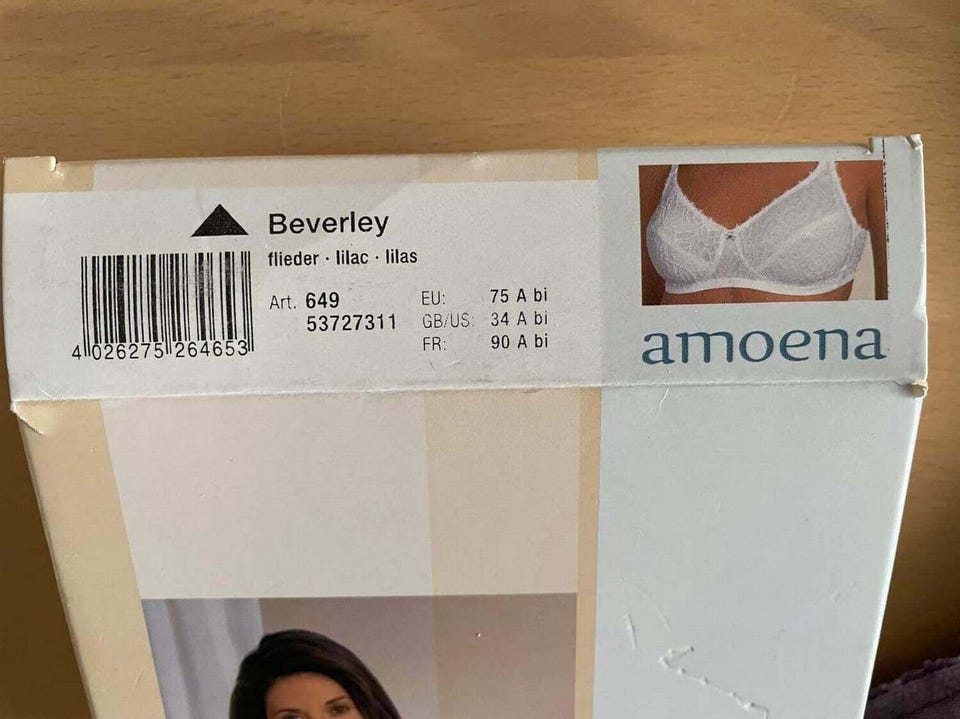 Beverley
flieder · lilac · lilas
Art. 649
53727311
EU: 75 A bi
GB/US: 34 A bi
FR: 90 A bi
4 026275 264653
amoena